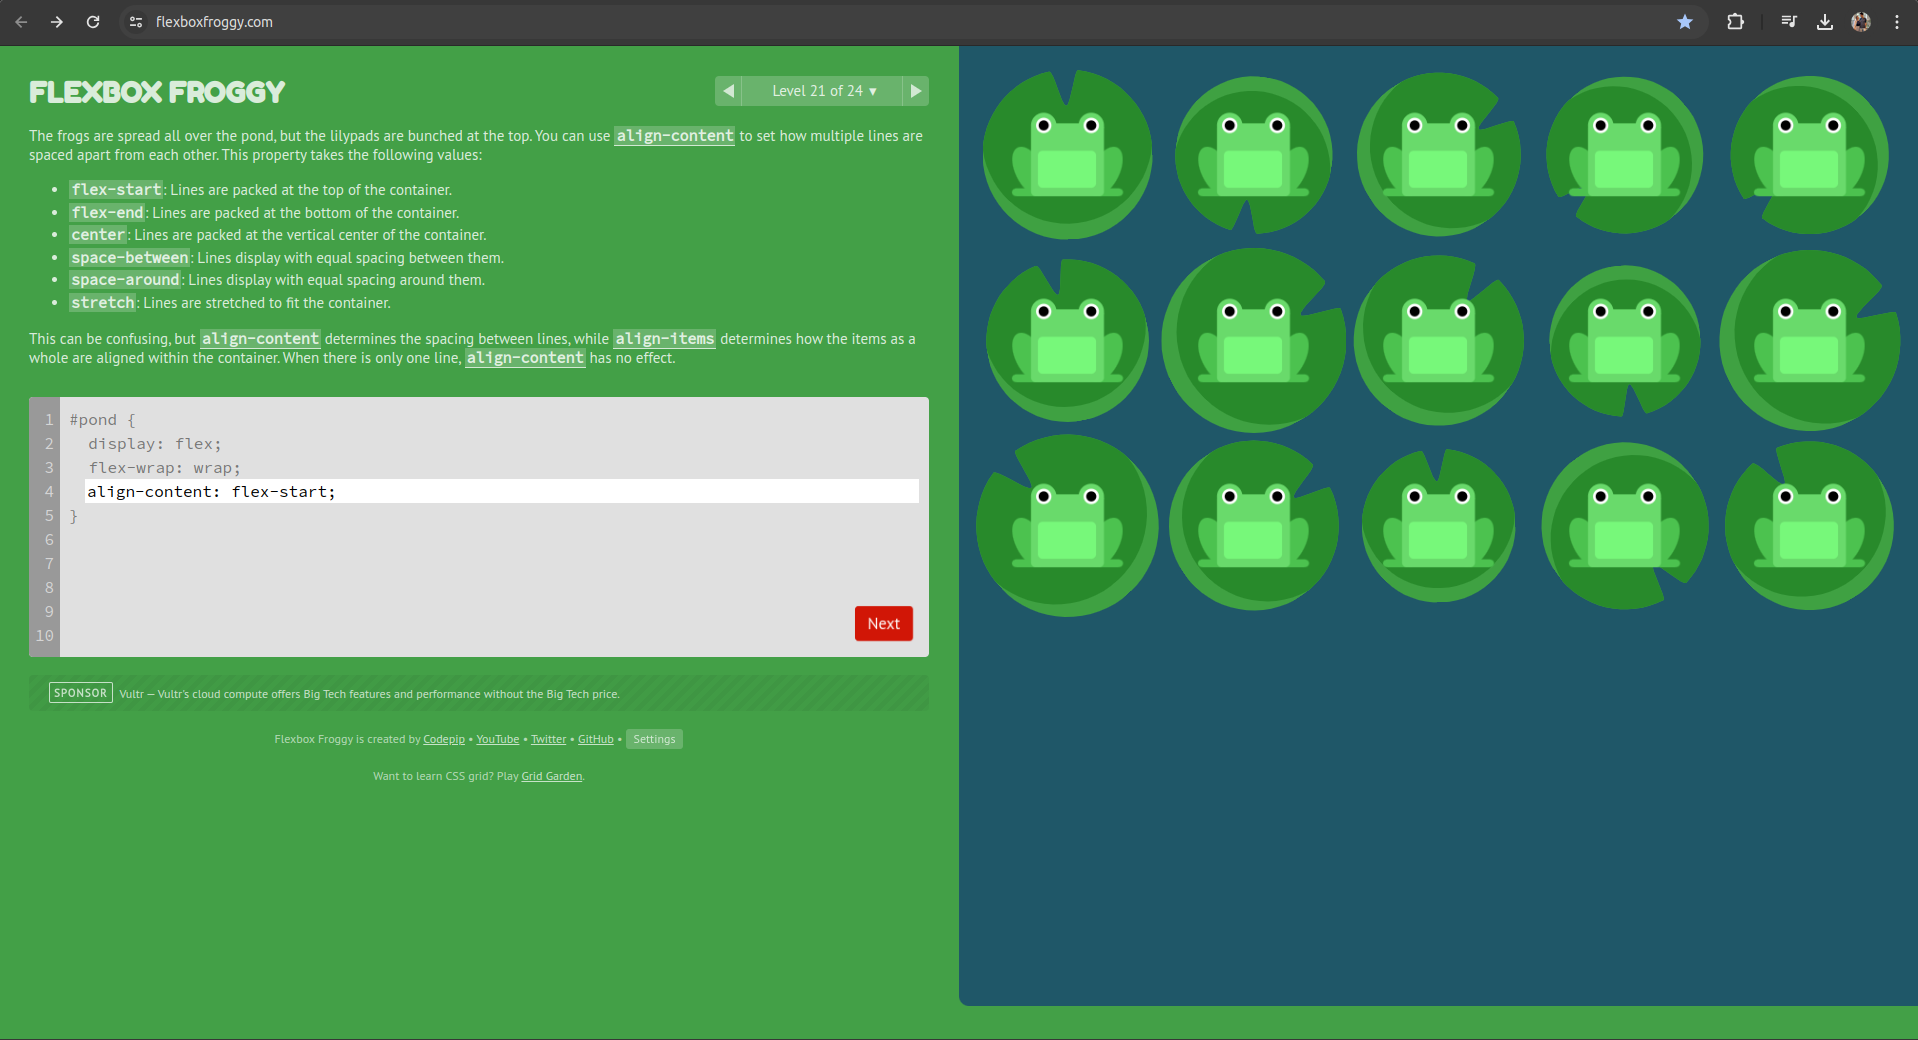 flexboxfroggy.com
FLEXBOX FROGGY
◀ Level 21 of 24 ▼ ▶
The frogs are spread all over the pond, but the lilypads are bunched at the top. You can use align-content to set how multiple lines are
spaced apart from each other. This property takes the following values:
• flex-start: Lines are packed at the top of the container.
• flex-end: Lines are packed at the bottom of the container.
• center: Lines are packed at the vertical center of the container.
• space-between: Lines display with equal spacing between them.
• space-around: Lines display with equal spacing around them.
• stretch: Lines are stretched to fit the container.
This can be confusing, but align-content determines the spacing between lines, while align-items determines how the items as a
whole are aligned within the container. When there is only one line, align-content has no effect.
1 #pond {
2 display: flex;
3 flex-wrap: wrap;
4 align-content: flex-start;
5 }
6
7
8
9
10
Next
SPONSOR Vultr — Vultr's cloud compute offers Big Tech features and performance without the Big Tech price.
Flexbox Froggy is created by Codepip • YouTube • Twitter • GitHub • Settings
Want to learn CSS grid? Play Grid Garden.